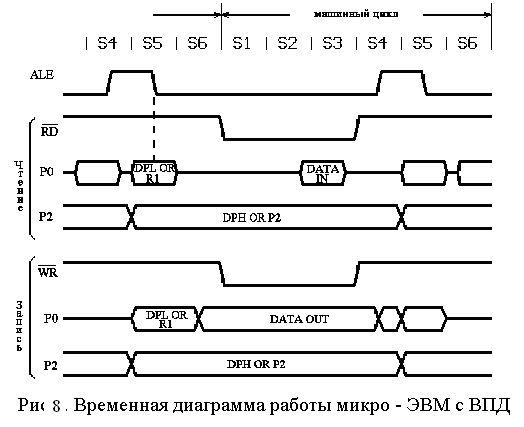 машинный цикл
S4 S5 S6 S1 S2 S3 S4 S5 S6
ALE
RD
Чтение
P0 DPL OR R1 DATA IN
P2 DPH OR P2
WR
Запись
P0 DPL OR R1 DATA OUT
P2 DPH OR P2
Рис 8. Временная диаграмма работы микро - ЭВМ с ВПД